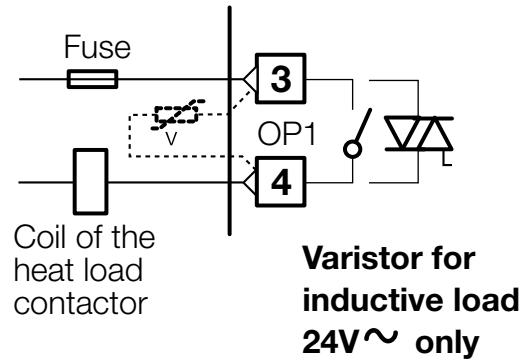 Fuse
3
V
OP1
4
Coil of the
heat load
contactor
Varistor for
inductive load
24V~ only